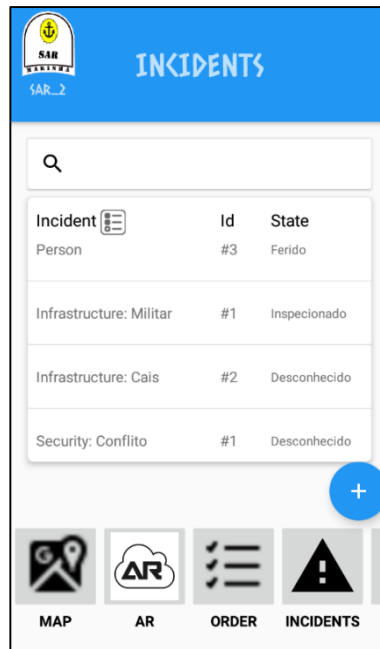 SAR
MARINHA
SAR_2
INCIDENTS
Incident Id State
Person #3 Ferido
Infrastructure: Militar #1 Inspecionado
Infrastructure: Cais #2 Desconhecido
Security: Conflito #1 Desconhecido
+
G
AR
MAP AR ORDER INCIDENTS